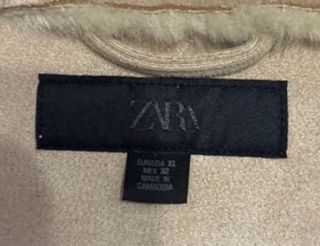 ZARA
EUR/USA XL
MEX 32
MADE IN
CAMBODIA